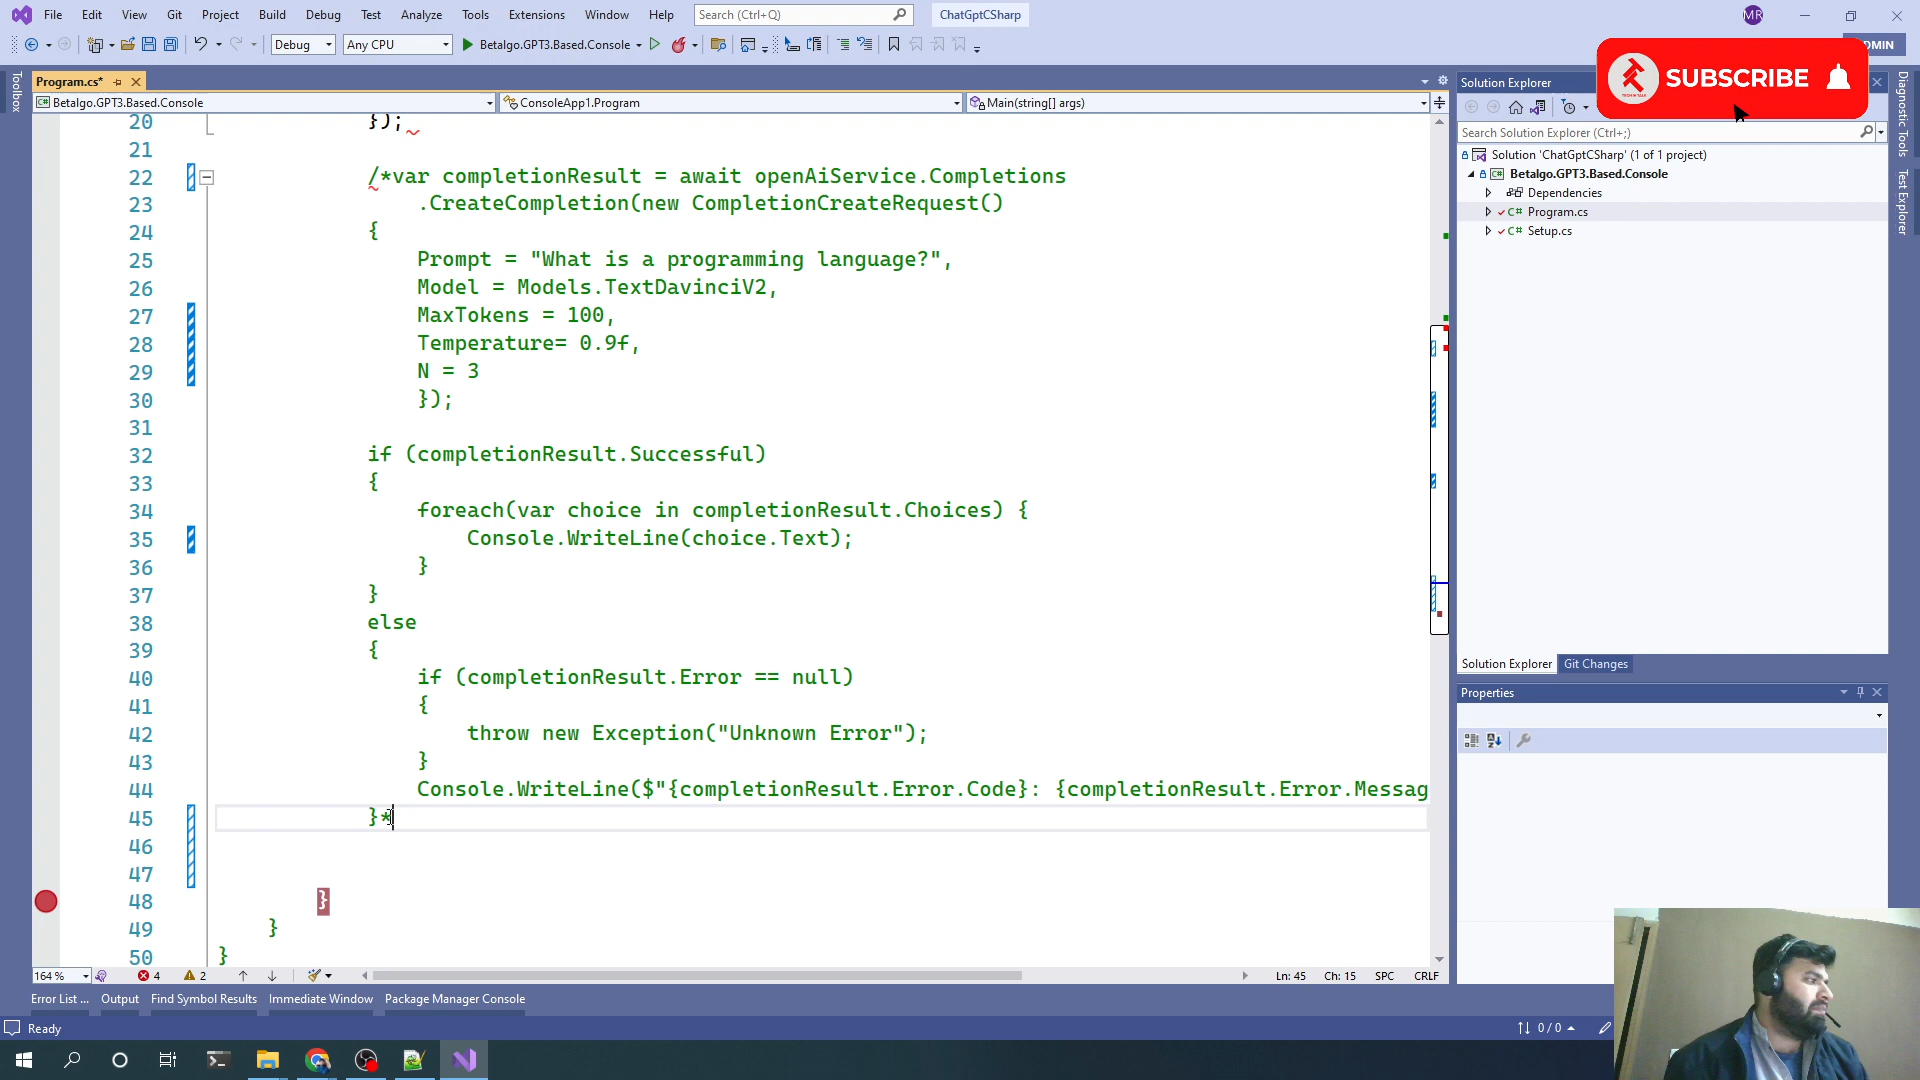 File Edit View Git Project Build Debug Test Analyze Tools Extensions Window Help Search (Ctrl+Q) ChatGptCSharp MR
Debug Any CPU Betalgo.GPT3.Based.Console
SUBSCRIBE
Toolbox
Program.cs*
Betalgo.GPT3.Based.Console ConsoleApp1.Program Main(string[] args)
20 });
21
22 /*var completionResult = await openAiService.Completions
23 .CreateCompletion(new CompletionCreateRequest()
24 {
25 Prompt = "What is a programming language?",
26 Model = Models.TextDavinciV2,
27 MaxTokens = 100,
28 Temperature= 0.9f,
29 N = 3
30 });
31
32 if (completionResult.Successful)
33 {
34 foreach(var choice in completionResult.Choices) {
35 Console.WriteLine(choice.Text);
36 }
37 }
38 else
39 {
40 if (completionResult.Error == null)
41 {
42 throw new Exception("Unknown Error");
43 }
44 Console.WriteLine($"{completionResult.Error.Code}: {completionResult.Error.Messag
45 }*
46
47
48 }
49 }
50 }
164 % 4 2 Ln: 45 Ch: 15 SPC CRLF
Error List ... Output Find Symbol Results Immediate Window Package Manager Console
Ready 0 / 0
Solution Explorer
Search Solution Explorer (Ctrl+;)
Solution 'ChatGptCSharp' (1 of 1 project)
Betalgo.GPT3.Based.Console
Dependencies
C# Program.cs
C# Setup.cs
Solution Explorer Git Changes
Properties
Diagnostic Tools
Test Explorer